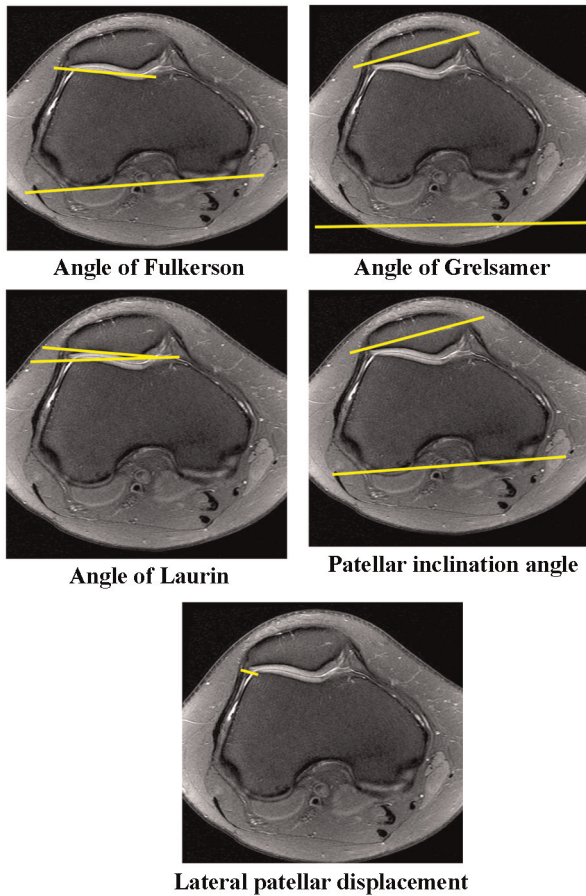 Angle of Fulkerson
Angle of Grelsamer
Angle of Laurin
Patellar inclination angle
Lateral patellar displacement